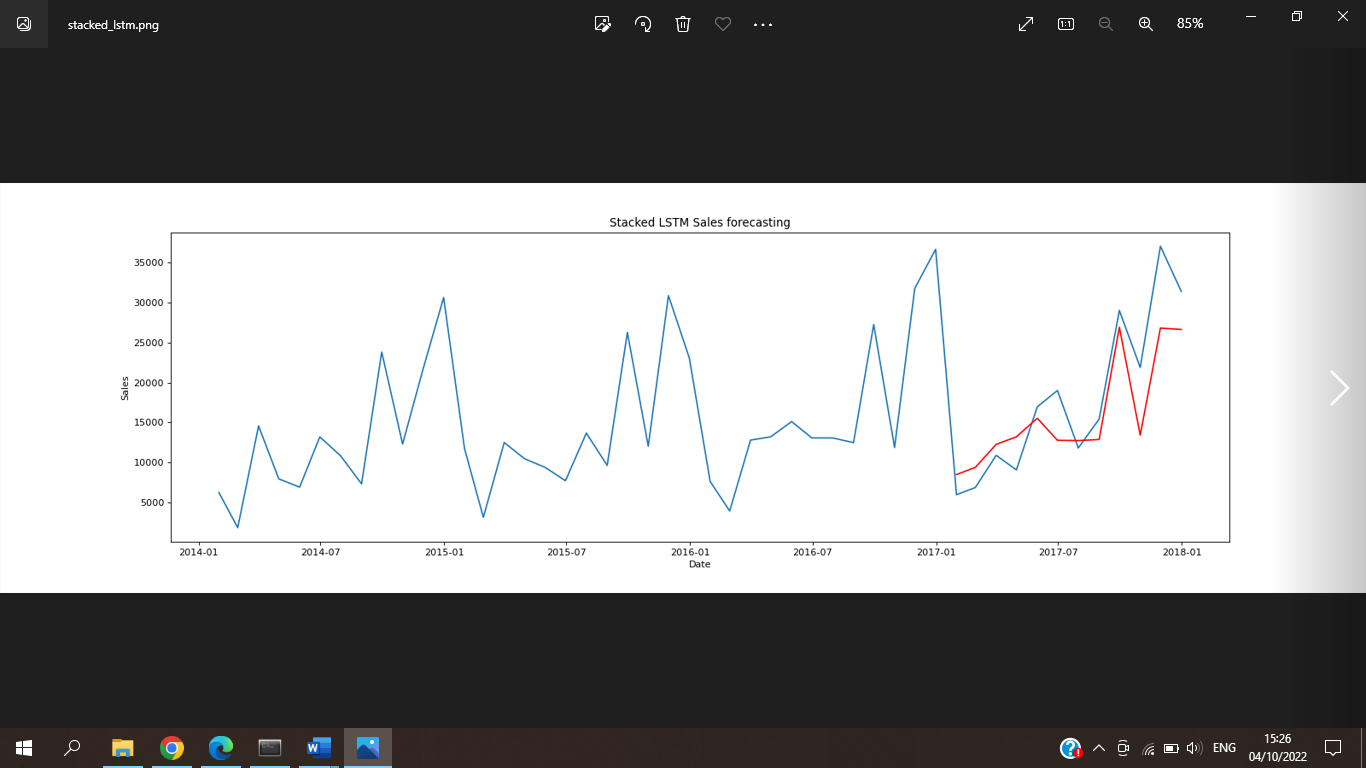 stacked_lstm.png
1:1
85%
Stacked LSTM Sales forecasting
35000
30000
25000
20000
15000
10000
5000
Sales
2014-01 2014-07 2015-01 2015-07 2016-01 2016-07 2017-01 2017-07 2018-01
Date
W
ENG
15:26
04/10/2022